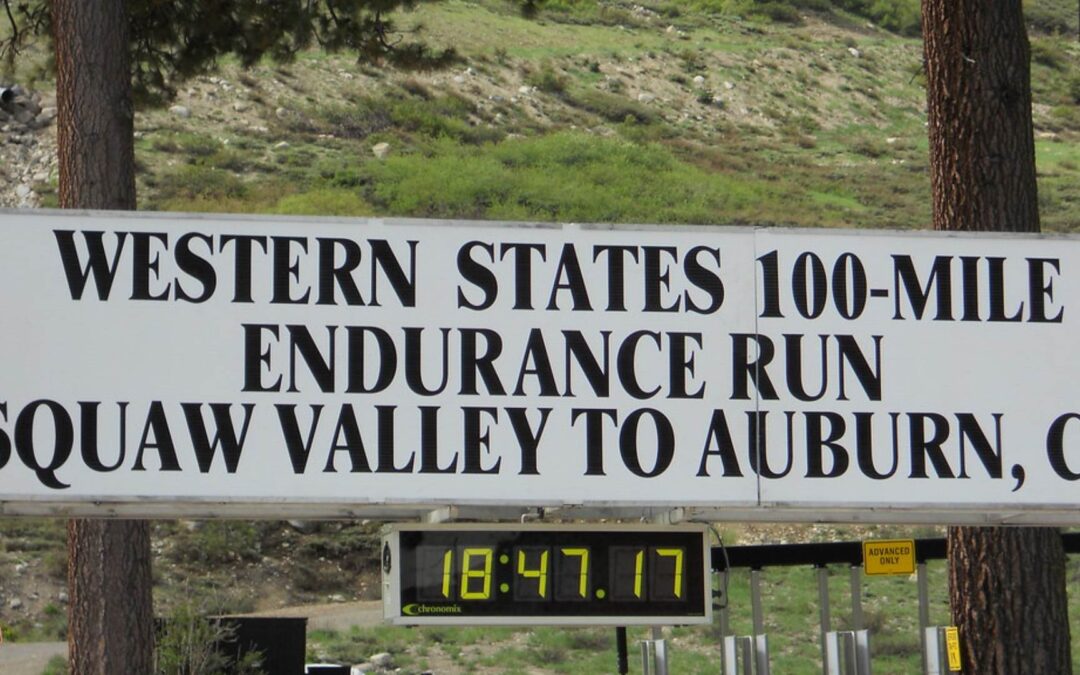 WESTERN STATES 100-MILE
ENDURANCE RUN
SQUAW VALLEY TO AUBURN, C
18:47.17
chronomix
ADVANCED
ONLY